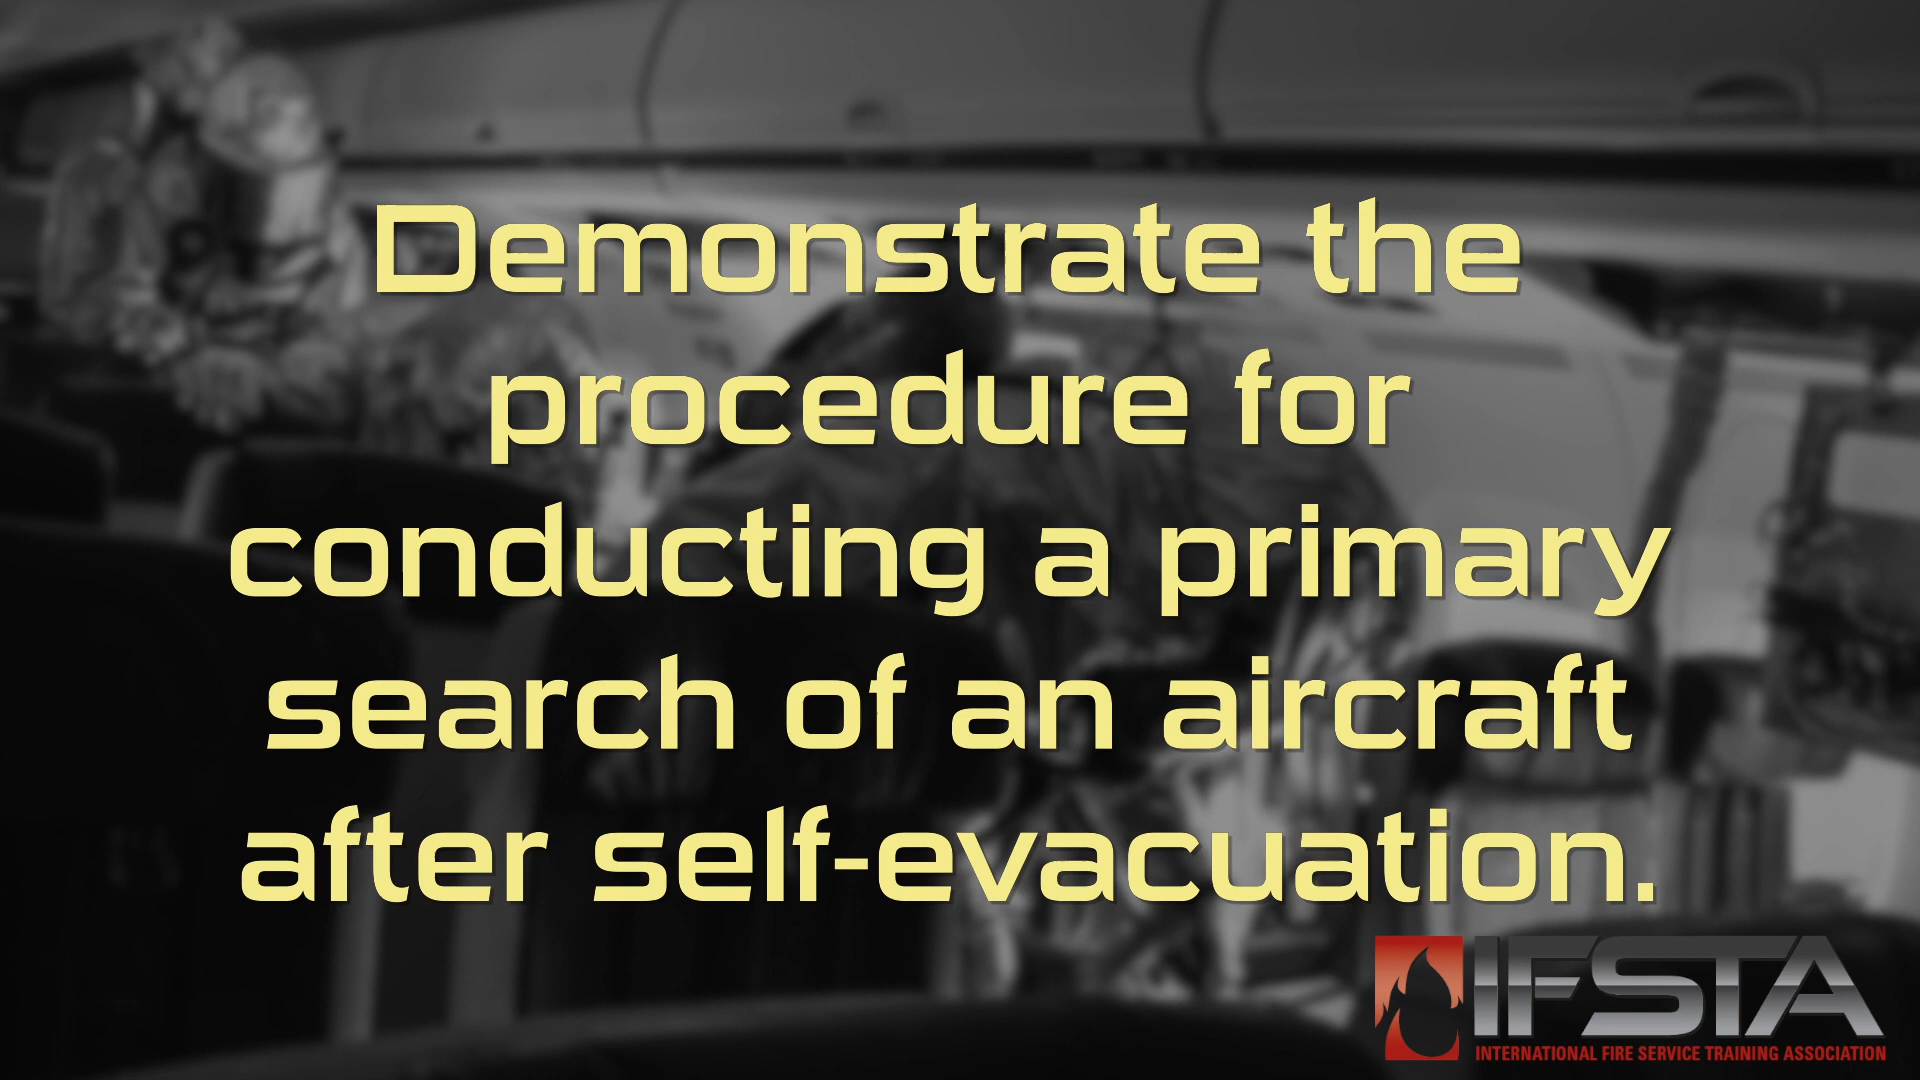 Demonstrate the
procedure for
conducting a primary
search of an aircraft
after self-evacuation.
IFSTA
INTERNATIONAL FIRE SERVICE TRAINING ASSOCIATION